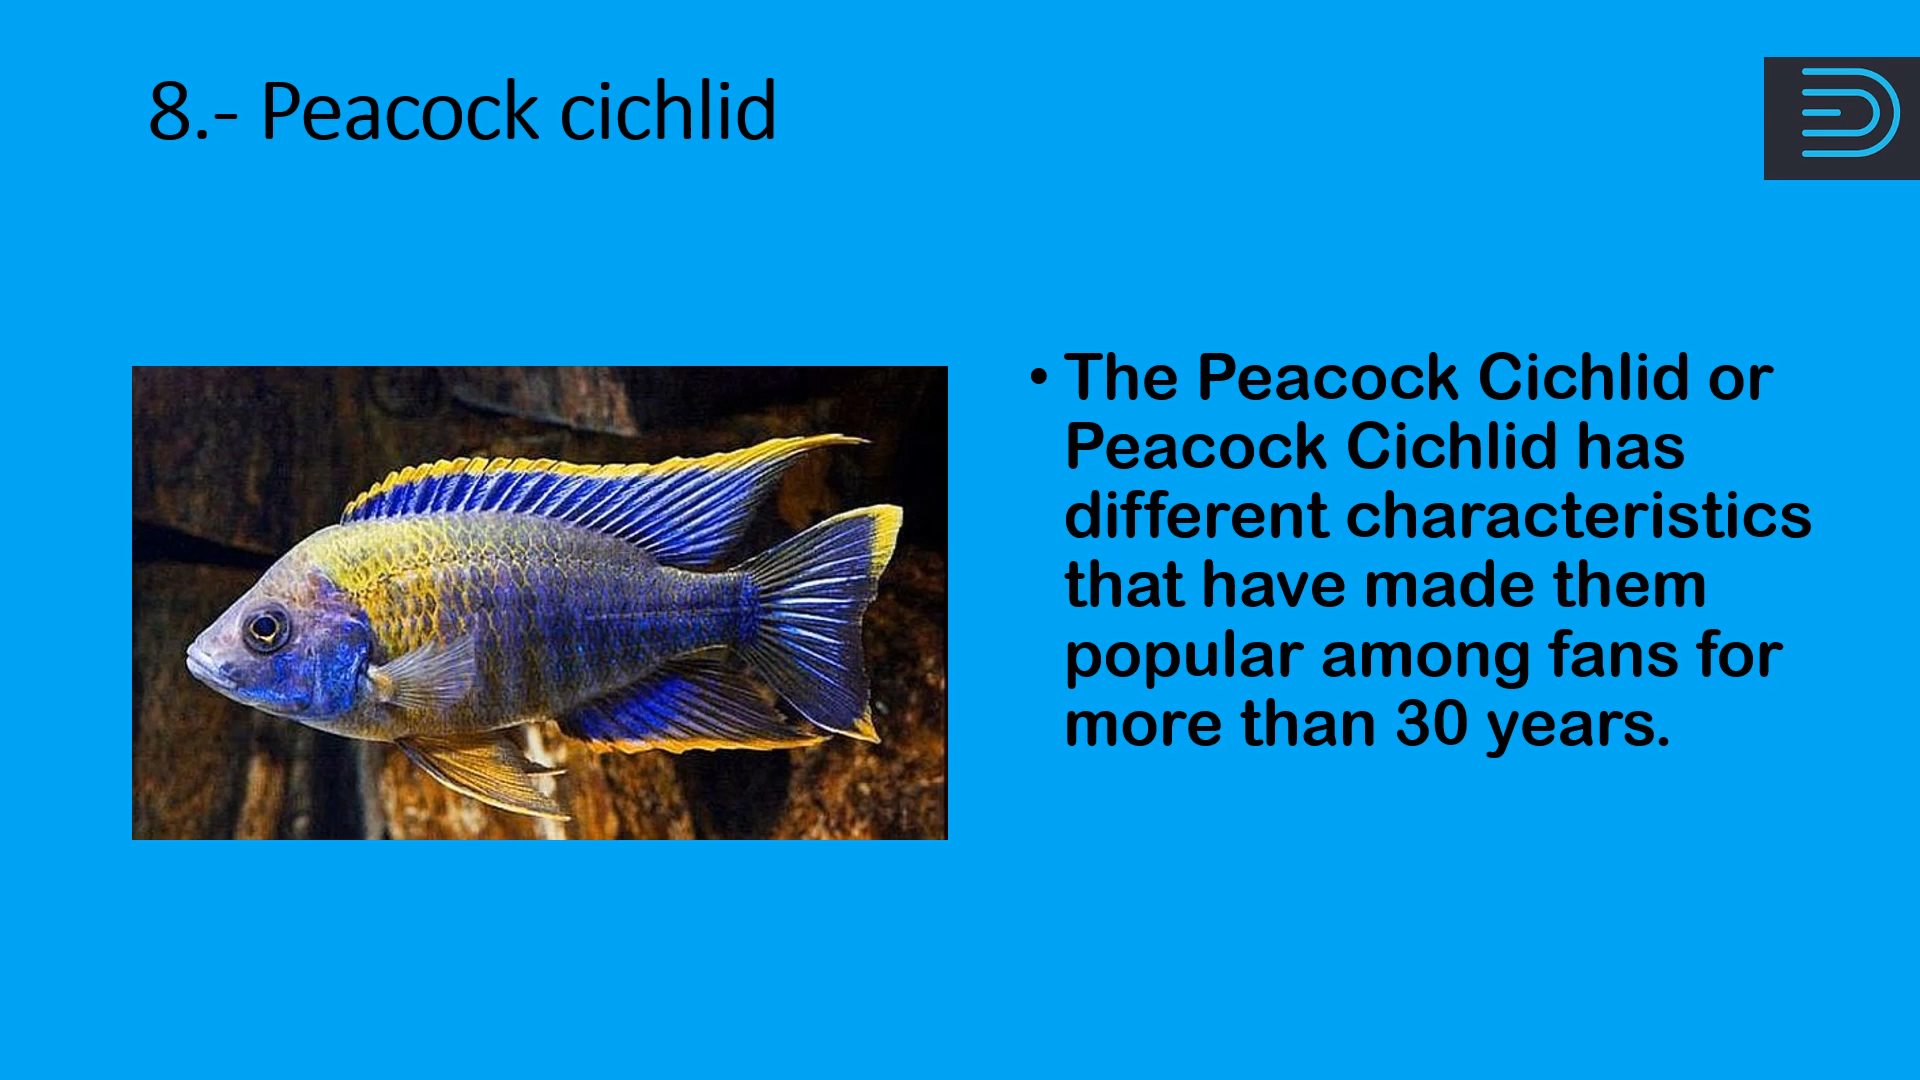 8.- Peacock cichlid
• The Peacock Cichlid or
Peacock Cichlid has
different characteristics
that have made them
popular among fans for
more than 30 years.